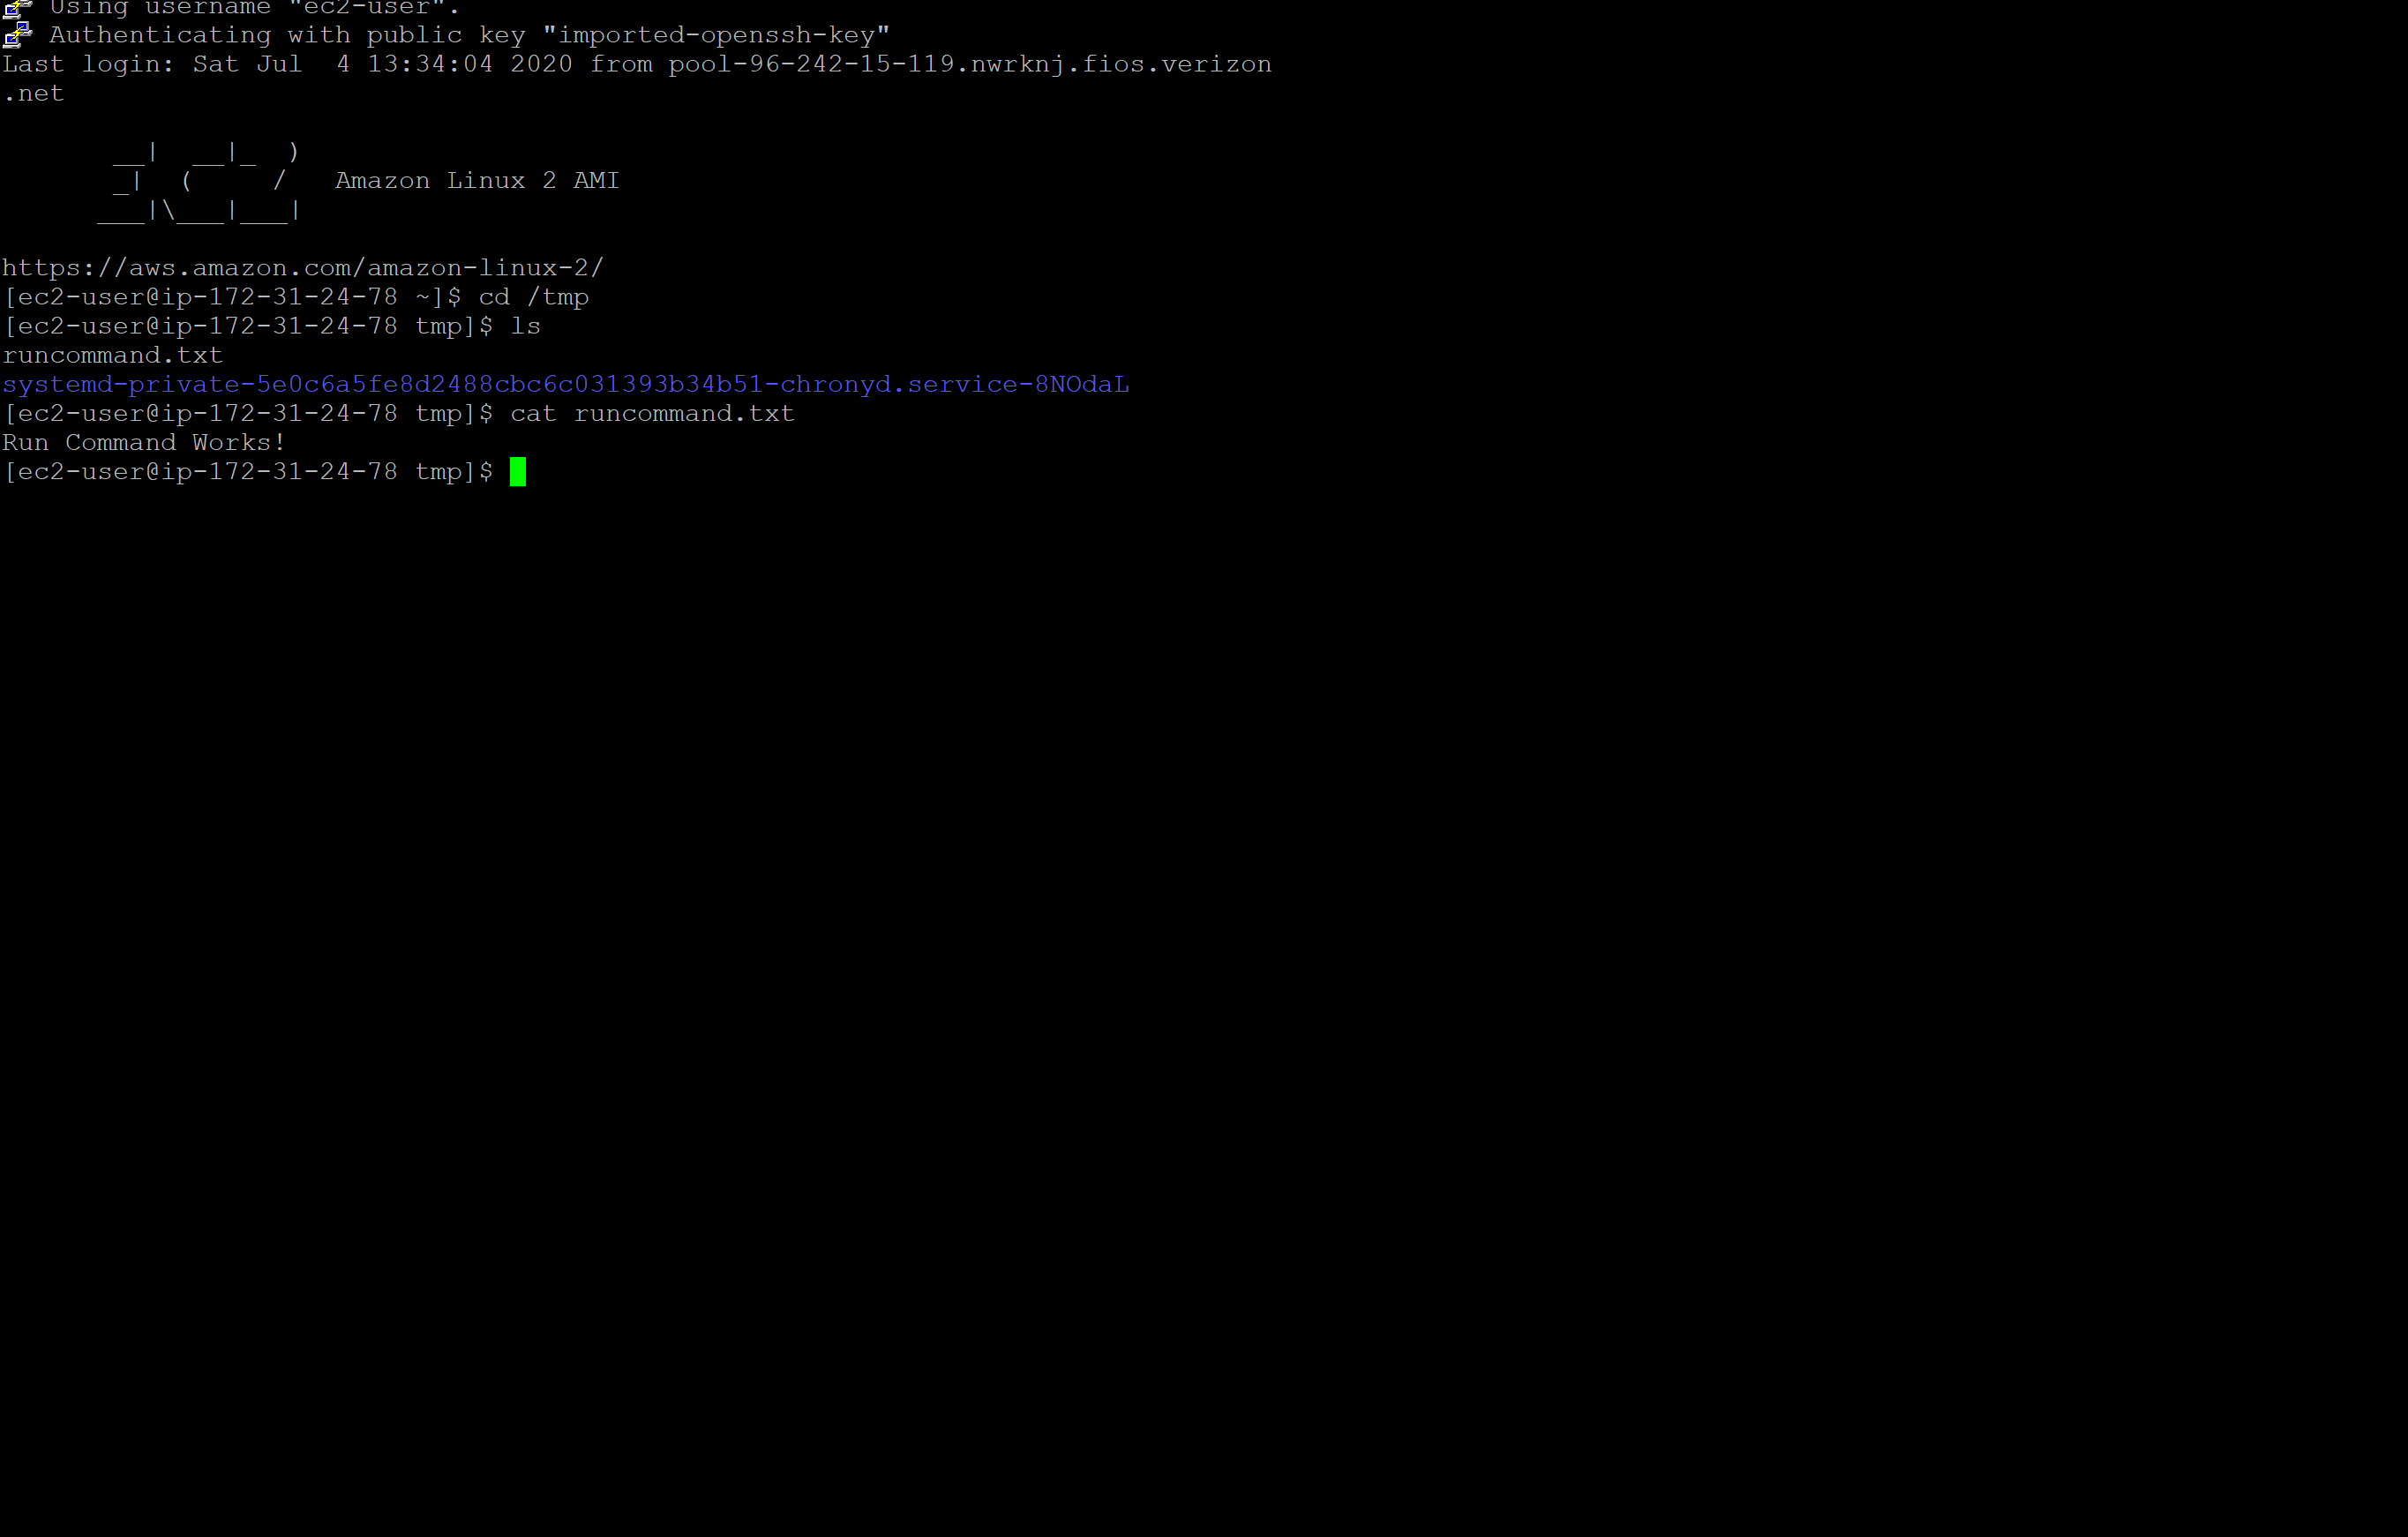 Using username "ec2-user".
Authenticating with public key "imported-openssh-key"
Last login: Sat Jul  4 13:34:04 2020 from pool-96-242-15-119.nwrknj.fios.verizon
.net

       __|  __|_  )
       _|  (     /   Amazon Linux 2 AMI
      ___|\___|___|

https://aws.amazon.com/amazon-linux-2/
[ec2-user@ip-172-31-24-78 ~]$ cd /tmp
[ec2-user@ip-172-31-24-78 tmp]$ ls
runcommand.txt
systemd-private-5e0c6a5fe8d2488cbc6c031393b34b51-chronyd.service-8NOdaL
[ec2-user@ip-172-31-24-78 tmp]$ cat runcommand.txt
Run Command Works!
[ec2-user@ip-172-31-24-78 tmp]$